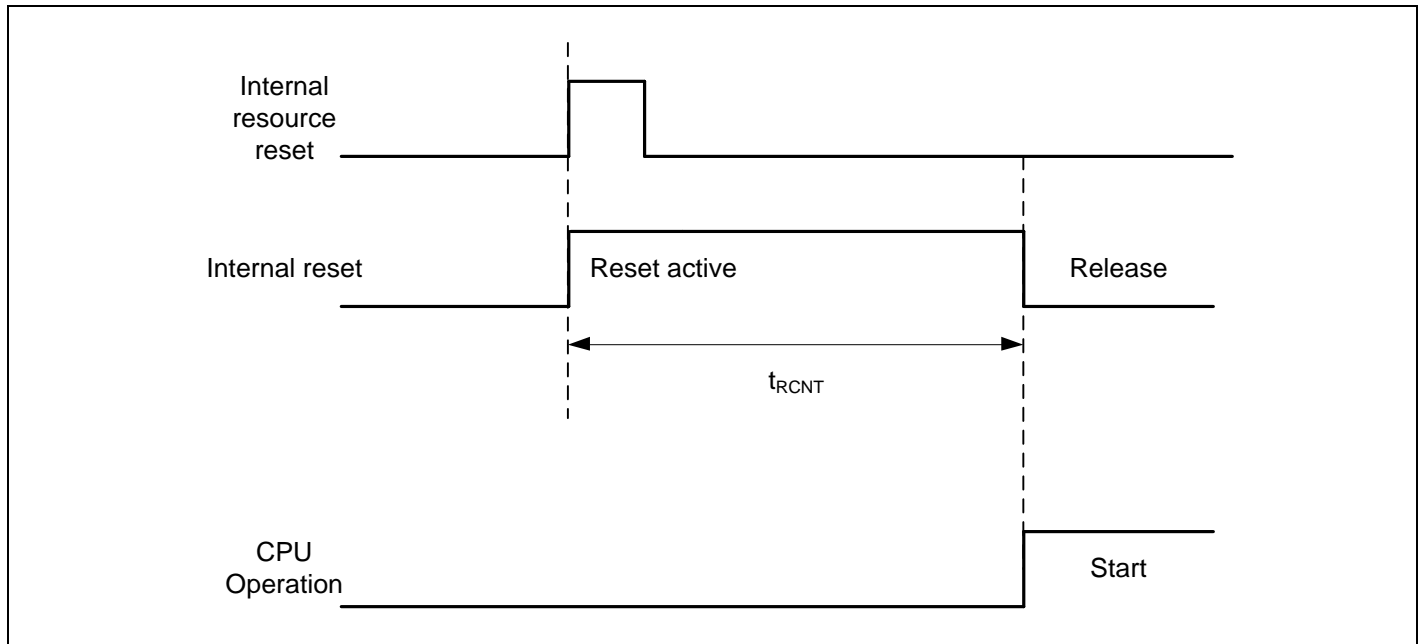 Internal
resource
reset
Internal reset
Reset active
Release
tRCNT
CPU
Operation
Start